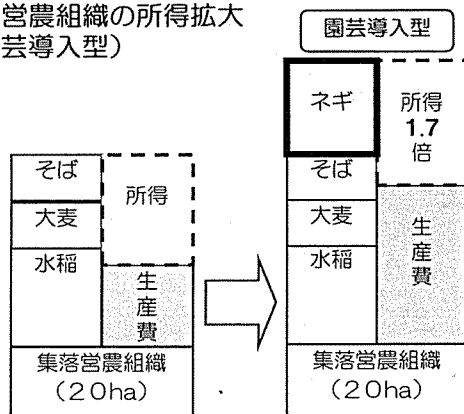 営農組織の所得拡大
芸導入型）
園芸導入型
そば
大麦
水稲
所得
生産費
集落営農組織
（20ha）
ネギ
そば
大麦
水稲
所得
1.7
倍
生産費
集落営農組織
（20ha）